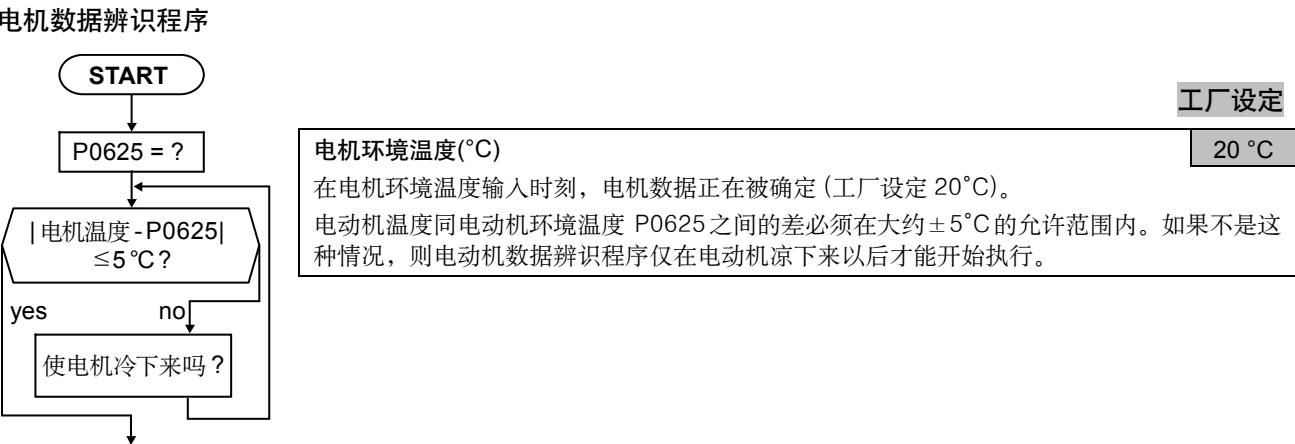 电机数据辨识程序
START
工厂设定
P0625 = ?
电机环境温度(°C)
20 °C
在电机环境温度输入时刻，电机数据正在被确定 (工厂设定 20°C)。
电动机温度同电动机环境温度 P0625之间的差必须在大约±5°C的允许范围内。如果不是这
种情况，则电动机数据辨识程序仅在电动机凉下来以后才能开始执行。
|电机温度-P0625|
≤5°C?
yes
no
使电机冷下来吗?